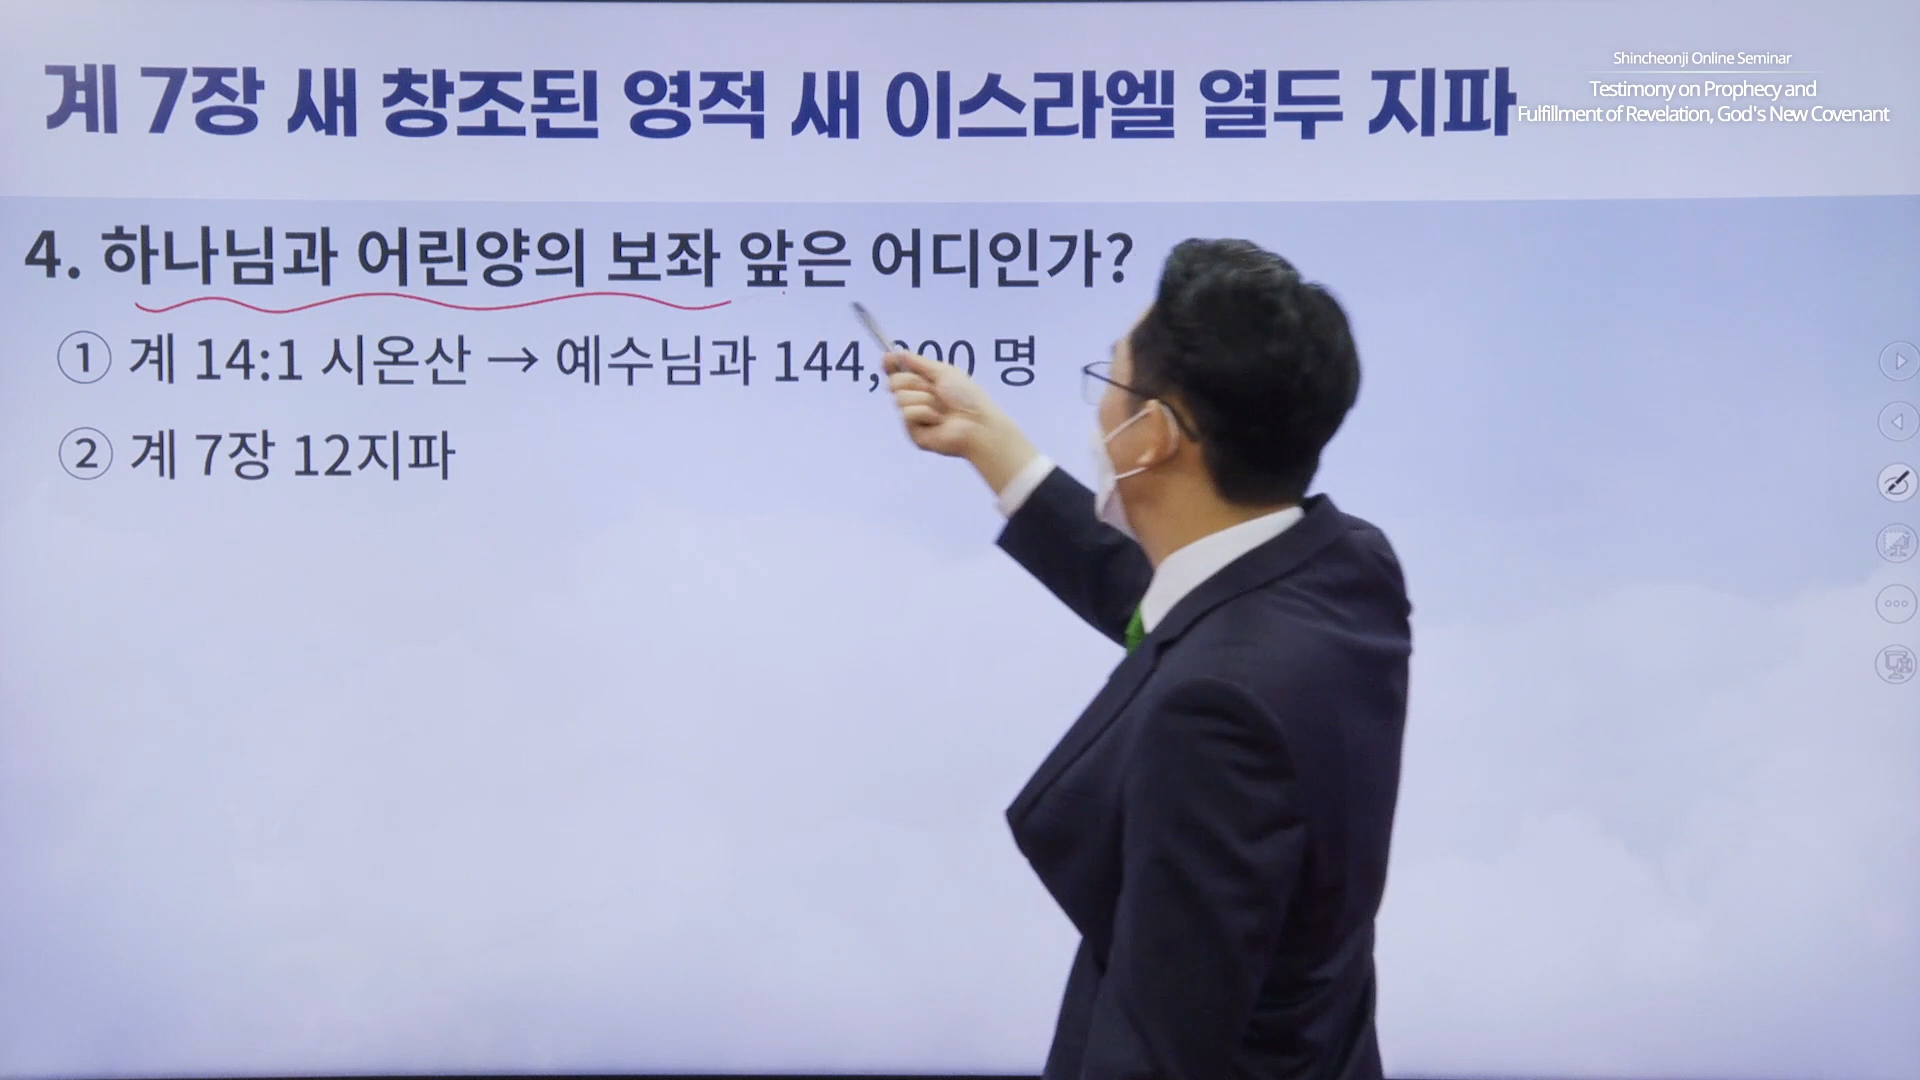 계 7장 새 창조된 영적 새 이스라엘 열두 지파
Shincheonji Online Seminar
Testimony on Prophecy and
Fulfillment of Revelation, God's New Covenant
4. 하나님과 어린양의 보좌 앞은 어디인가?
① 계 14:1 시온산 → 예수님과 144, 00 명
② 계 7장 12지파